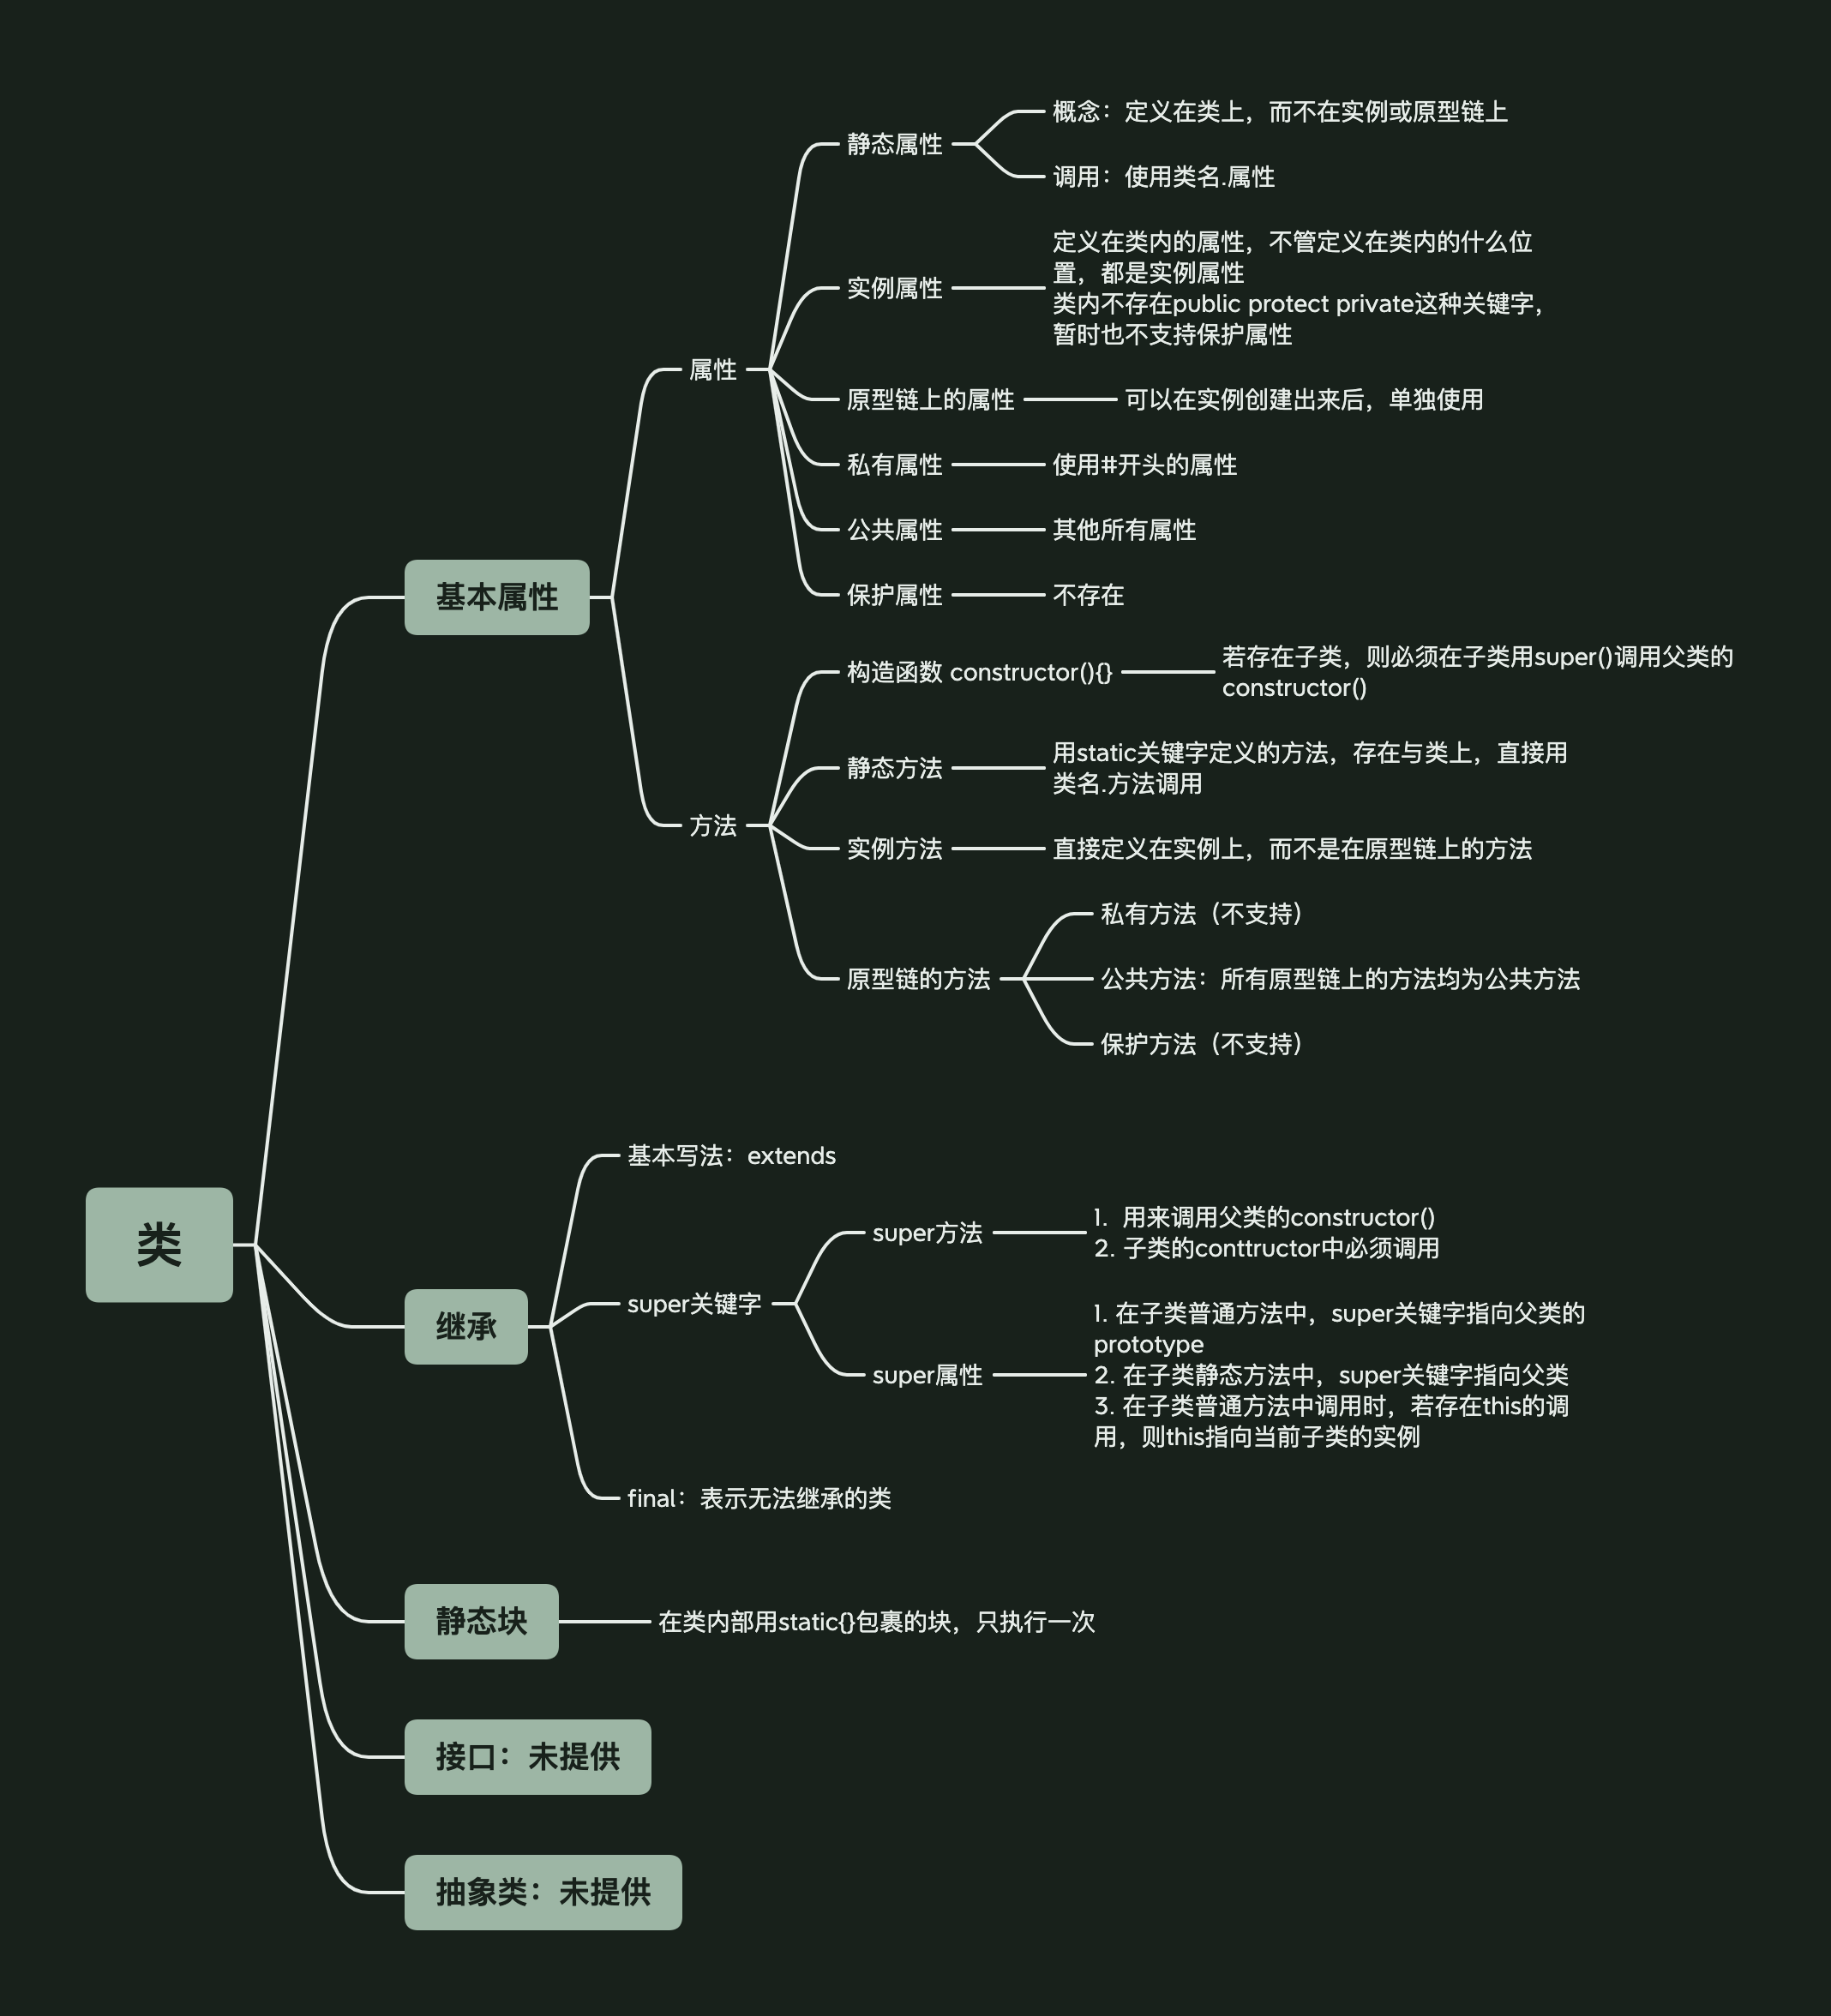 类
基本属性
属性
静态属性
概念：定义在类上，而不在实例或原型链上
调用：使用类名.属性
实例属性
定义在类内的属性，不管定义在类内的什么位
置，都是实例属性
类内不存在public protect private这种关键字，
暂时也不支持保护属性
原型链上的属性
可以在实例创建出来后，单独使用
私有属性
使用#开头的属性
公共属性
其他所有属性
保护属性
不存在
方法
构造函数 constructor(){}
若存在子类，则必须在子类用super()调用父类的
constructor()
静态方法
用static关键字定义的方法，存在与类上，直接用
类名.方法调用
实例方法
直接定义在实例上，而不是在原型链上的方法
原型链的方法
私有方法（不支持）
公共方法：所有原型链上的方法均为公共方法
保护方法（不支持）
继承
基本写法：extends
super关键字
super方法
1. 用来调用父类的constructor()
2. 子类的conttructor中必须调用
super属性
1. 在子类普通方法中，super关键字指向父类的
prototype
2. 在子类静态方法中，super关键字指向父类
3. 在子类普通方法中调用时，若存在this的调
用，则this指向当前子类的实例
final：表示无法继承的类
静态块
在类内部用static{}包裹的块，只执行一次
接口：未提供
抽象类：未提供